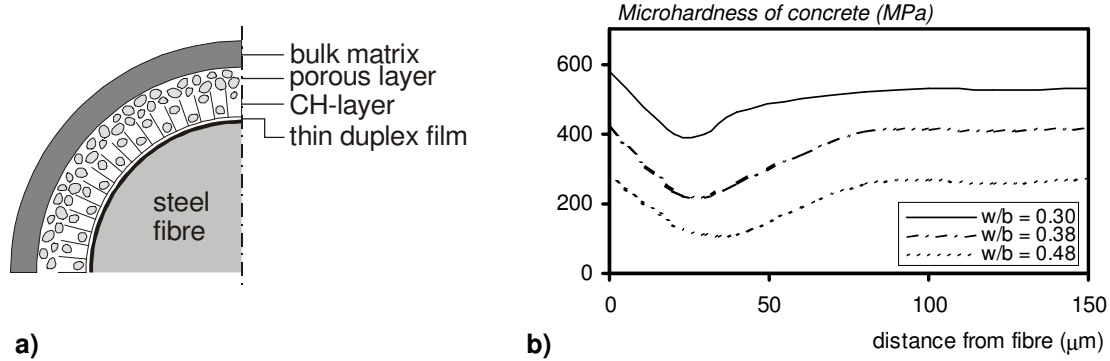 bulk matrix
porous layer
CH-layer
thin duplex film
steel
fibre
a)
Microhardness of concrete (MPa)
600
400
200
0
0
50
100
150
w/b = 0.30
w/b = 0.38
w/b = 0.48
b)
distance from fibre (μm)